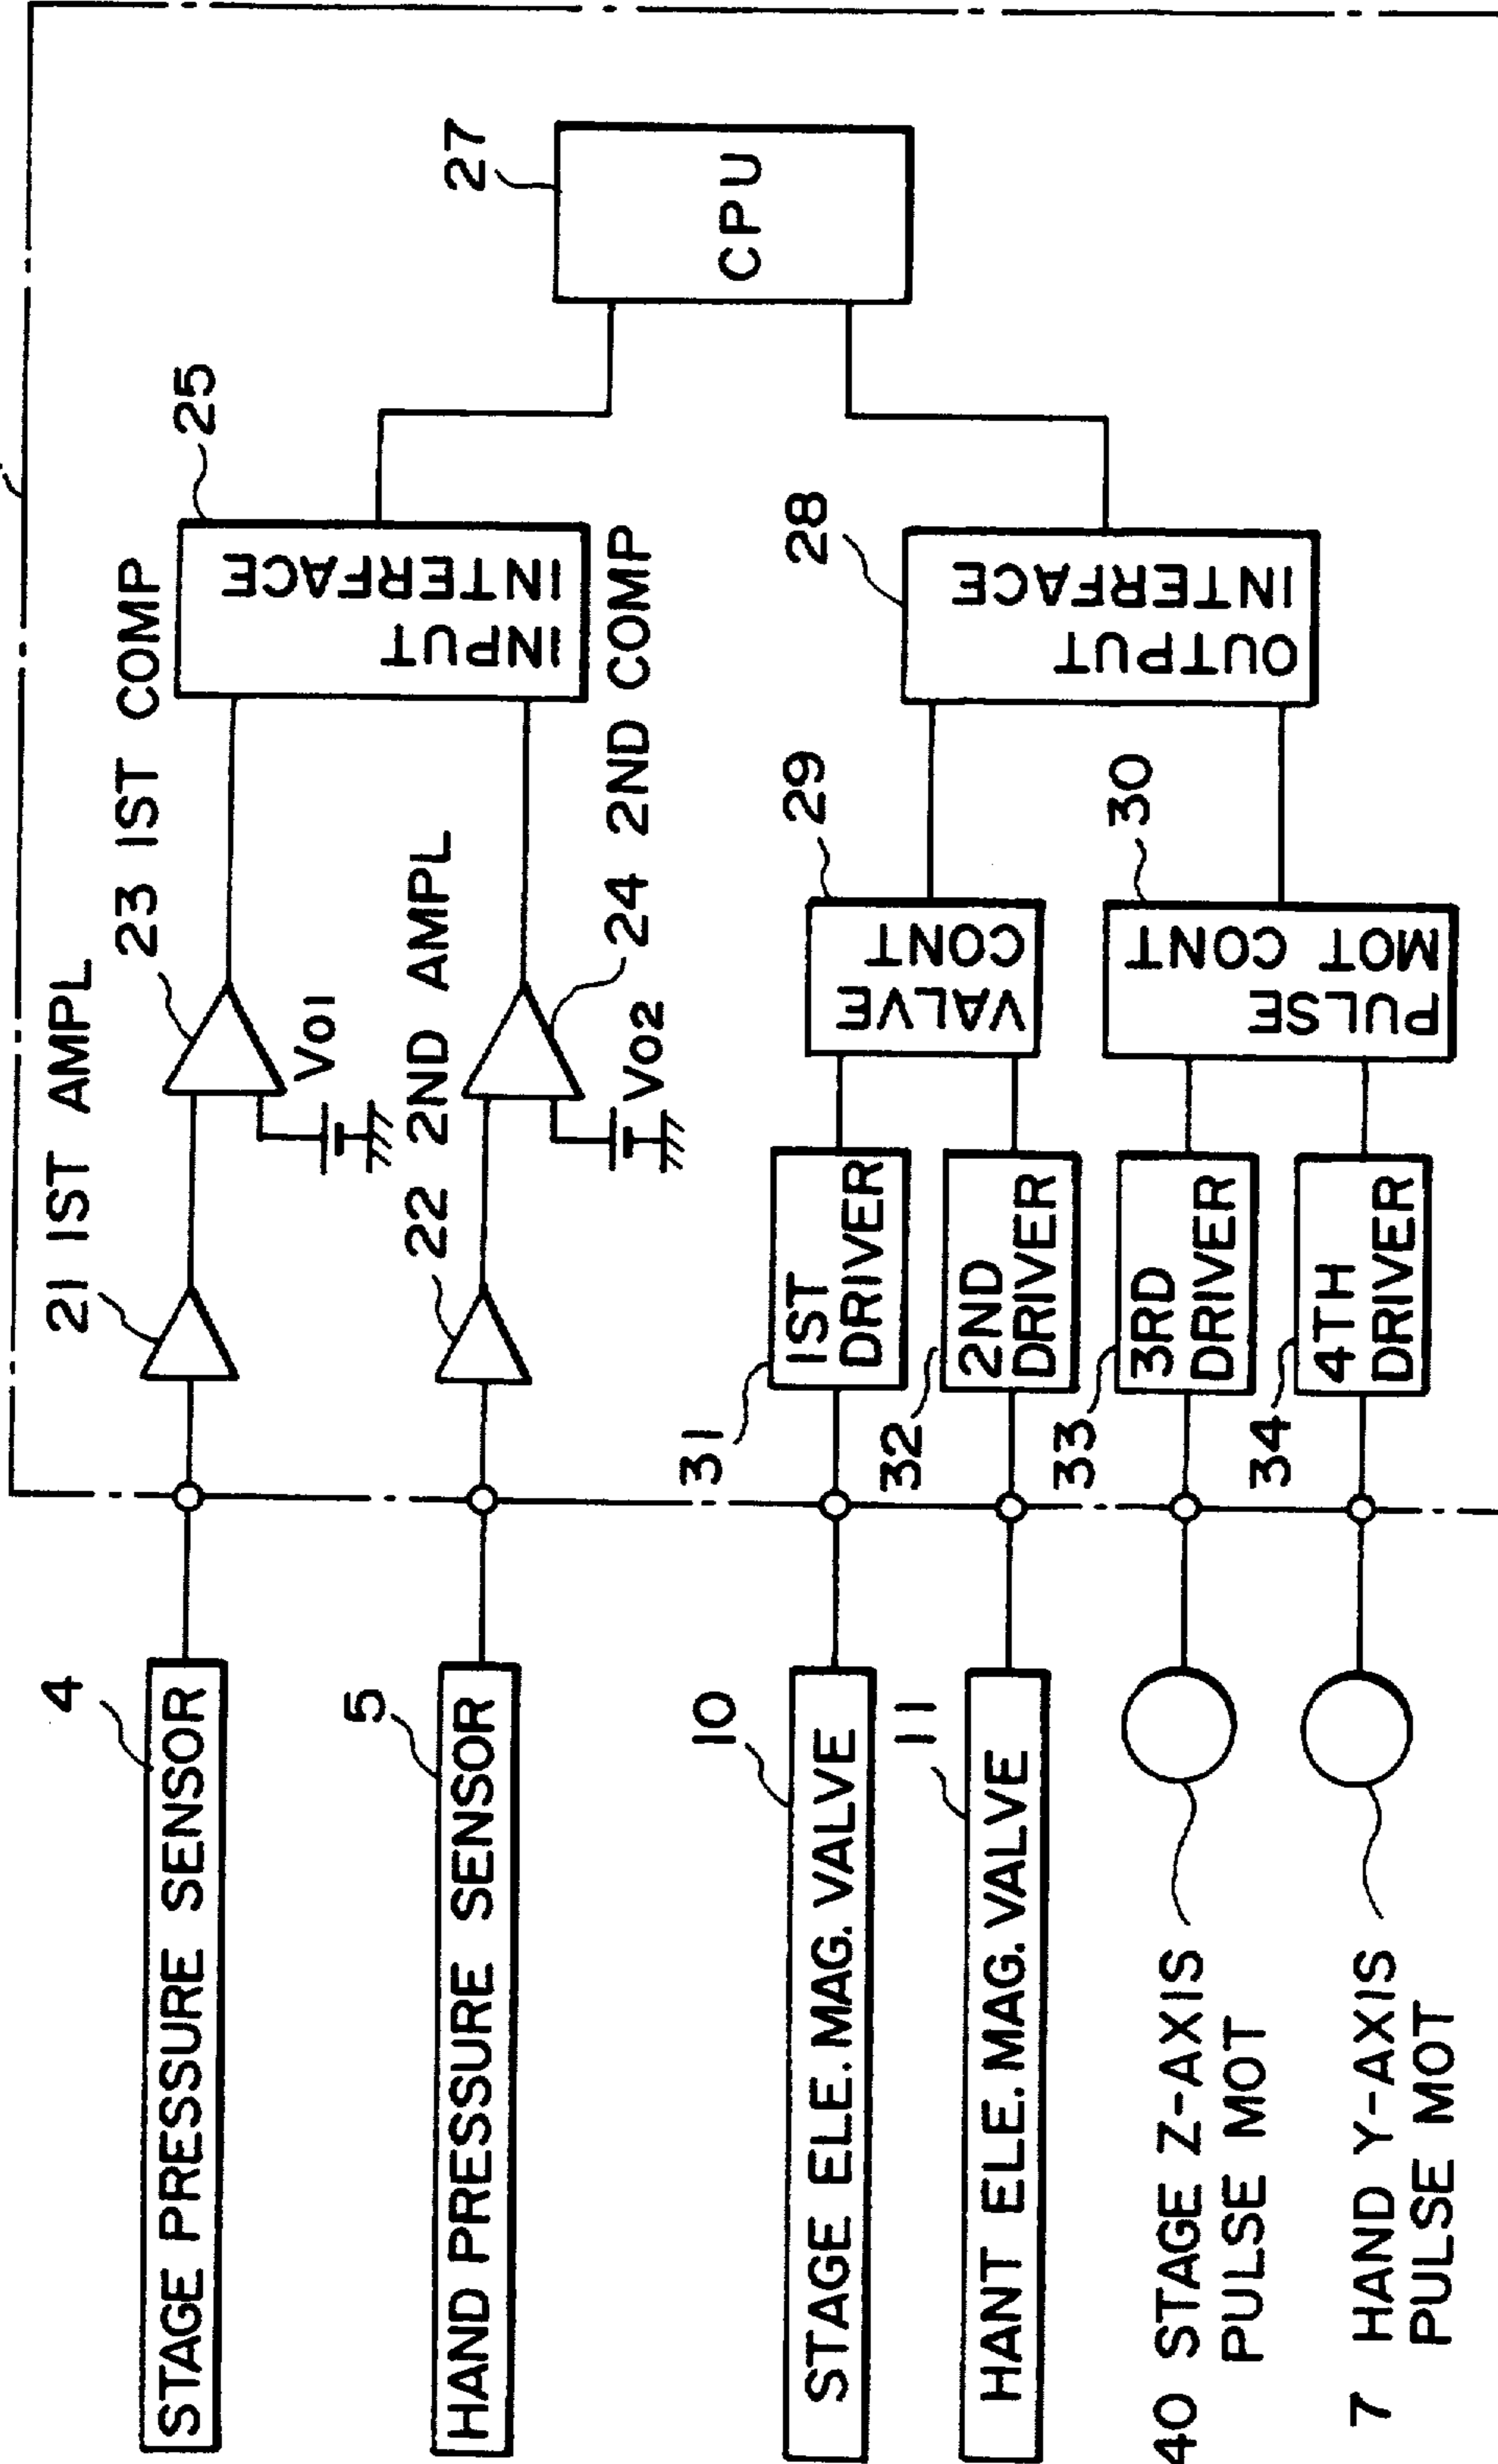 4
STAGE PRESSURE SENSOR
21 1ST AMPL
23 1ST COMP
Vo1
5
HAND PRESSURE SENSOR
22 2ND AMPL
24 2ND COMP
Vo2
25
INPUT
INTERFACE
27
CPU
10
STAGE ELE. MAG. VALVE
31
1ST
DRIVER
29
VALVE
CONT
28
OUTPUT
INTERFACE
11
HANT ELE. MAG. VALVE
32
2ND
DRIVER
40 STAGE Z-AXIS
PULSE MOT
33
3RD
DRIVER
30
PULSE
MOT CONT
7 HAND Y-AXIS
PULSE MOT
34
4TH
DRIVER